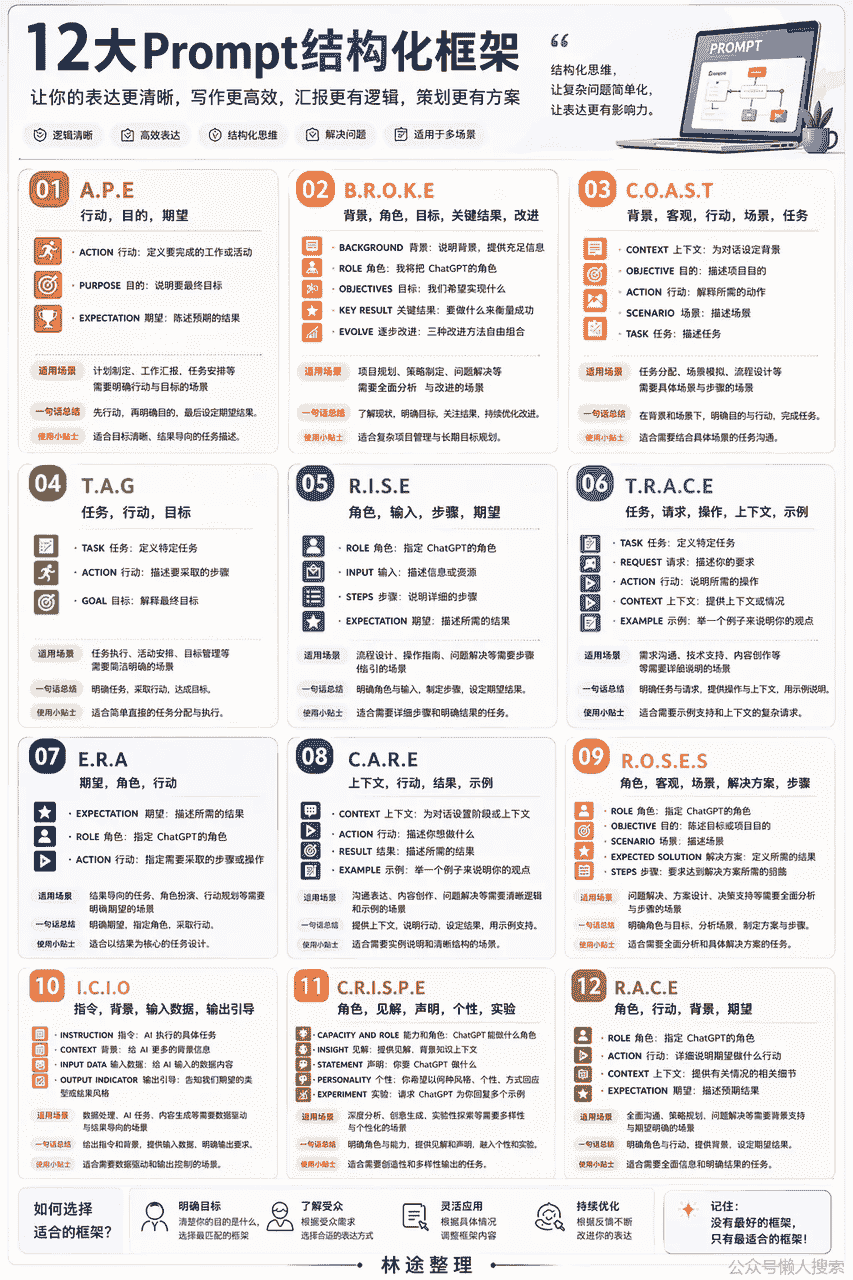 12大Prompt结构化框架
让你的表达更清晰，写作更高效，汇报更有逻辑，策划更有方案
逻辑清晰
高效表达
结构化思维
解决问题
适用于多场景
“
结构化思维，
让复杂问题简单化，
让表达更有影响力。
PROMPT
01 A.P.E
行动，目的，期望
· ACTION 行动：定义要完成的工作或活动
· PURPOSE 目的：说明要最终目标
· EXPECTATION 期望：陈述预期的结果
适用场景 计划制定、工作汇报、任务安排等
需要明确行动与目标的场景
一句话总结 先行动，再明确目的，最后设定期望结果。
使用小贴士 适合目标清晰、结果导向的任务描述。
02 B.R.O.K.E
背景，角色，目标，关键结果，改进
· BACKGROUND 背景：说明背景，提供充足信息
· ROLE 角色：我将把 ChatGPT的角色
· OBJECTIVES 目标：我们希望实现什么
· KEY RESULT 关键结果：要做什么来衡量成功
· EVOLVE 逐步改进：三种改进方法自由组合
适用场景 项目规划、策略制定、问题解决等
需要全面分析 与改进的场景
一句话总结 了解现状，明确目标，关注结果，持续优化改进。
使用小贴士 适合复杂项目管理与长期目标规划。
03 C.O.A.S.T
背景，客观，行动，场景，任务
· CONTEXT 上下文：为对话设定背景
· OBJECTIVE 目的：描述项目目的
· ACTION 行动：解释所需的动作
· SCENARIO 场景：描述场景
· TASK 任务：描述任务
适用场景 任务分配、场景模拟、流程设计等
需要具体场景与步骤的场景
一句话总结 在背景和场景下，明确目的与行动，完成任务。
使用小贴士 适合需要结合具体场景的任务沟通。
04 T.A.G
任务，行动，目标
· TASK 任务：定义特定任务
· ACTION 行动：描述要采取的步骤
· GOAL 目标：解释最终目标
适用场景 任务执行、活动安排、目标管理等
需要简洁明确的场景
一句话总结 明确任务，采取行动，达成目标。
使用小贴士 适合简单直接的任务分配与执行。
05 R.I.S.E
角色，输入，步骤，期望
· ROLE 角色：指定 ChatGPT的角色
· INPUT 输入：描述信息或资源
· STEPS 步骤：说明详细的步骤
· EXPECTATION 期望：描述所需的结果
适用场景 流程设计、操作指南、问题解决等需要步骤
指引的场景
一句话总结 明确角色与输入，制定步骤，设定期望结果。
使用小贴士 适合需要详细步骤和明确结果的任务。
06 T.R.A.C.E
任务，请求，操作，上下文，示例
· TASK 任务：定义特定任务
· REQUEST 请求：描述你的要求
· ACTION 行动：说明所需的操作
· CONTEXT 上下文：提供上下文或情况
· EXAMPLE 示例：举一个例子来说明你的观点
适用场景 需求沟通、技术支持、内容创作等
等需要详细说明的场景
一句话总结 明确任务与请求，提供操作与上下文，用示例说明。
使用小贴士 适合需要示例支持和上下文的复杂请求。
07 E.R.A
期望，角色，行动
· EXPECTATION 期望：描述所需的结果
· ROLE 角色：指定 ChatGPT的角色
· ACTION 行动：指定需要采取的步骤或操作
适用场景 结果导向的任务、角色扮演、行动规划等需要
明确期望的场景
一句话总结 明确期望，指定角色，采取行动。
使用小贴士 适合以结果为核心的任务设计。
08 C.A.R.E
上下文，行动，结果，示例
· CONTEXT 上下文：为对话设置阶段或上下文
· ACTION 行动：描述你想做什么
· RESULT 结果：描述所需的结果
· EXAMPLE 示例：举一个例子来说明你的观点
适用场景 沟通表达、内容创作、问题解决等需要清晰逻辑
和示例的场景
一句话总结 提供上下文，说明行动，设定结果，用示例支持。
使用小贴士 适合需要实例说明和清晰结构的场景。
09 R.O.S.E.S
角色，客观，场景，解决方案，步骤
· ROLE 角色：指定 ChatGPT的角色
· OBJECTIVE 目的：陈述目标或项目目的
· SCENARIO 场景：描述场景
· EXPECTED SOLUTION 解决方案：定义所需的结果
· STEPS 步骤：要求达到解决方案所需的措施
适用场景 问题解决、方案设计、决策支持等需要全面分析
与步骤的场景
一句话总结 明确角色与目标，分析场景，制定方案与步骤。
使用小贴士 适合需要全面分析和具体解决方案的任务。
10 I.C.I.O
指令，背景，输入数据，输出引导
· INSTRUCTION 指令：AI 执行的具体任务
· CONTEXT 背景：给 AI 更多的背景信息
· INPUT DATA 输入数据：给 AI 输入的数据内容
· OUTPUT INDICATOR 输出引导：告知我们期望的类
型或结果风格
适用场景 数据处理、AI 任务、内容生成等需要数据驱动
与结果导向的场景
一句话总结 给出指令和背景，提供输入数据，明确输出要求。
使用小贴士 适合需要数据驱动和输出控制的场景。
11 C.R.I.S.P.E
角色，见解，声明，个性，实验
· CAPACITY AND ROLE 能力和角色：ChatGPT能做什么角色
· INSIGHT 见解：提供见解、背景知识上下文
· STATEMENT 声明：你要 ChatGPT 做什么
· PERSONALITY 个性：你希望以何种风格、个性、方式回应
· EXPERIMENT 实验：请求 ChatGPT 为你回复多个示例
适用场景 深度分析、创意生成、实验性探索等需要多样性
与个性化的场景
一句话总结 明确角色与能力，提供见解和声明，融入个性和实验。
使用小贴士 适合需要创造性和多样性输出的任务。
12 R.A.C.E
角色，行动，背景，期望
· ROLE 角色：指定 ChatGPT的角色
· ACTION 行动：详细说明期望做什么行动
· CONTEXT 上下文：提供有关情况的相关细节
· EXPECTATION 期望：描述预期结果
适用场景 全面沟通、策略规划、问题解决等需要背景支持
与期望明确的场景
一句话总结 明确角色与行动，提供背景，设定期望结果。
使用小贴士 适合需要全面信息和明确结果的任务。
如何选择
适合的框架？
明确目标
清楚你的目的是什么，
选择最匹配的框架
了解受众
根据受众需求
选择合适的表达方式
灵活应用
根据具体情况
调整框架内容
持续优化
根据反馈不断
改进你的表达
记住：
没有最好的框架，
只有最适合的框架！
林途整理
公众号懒人搜索